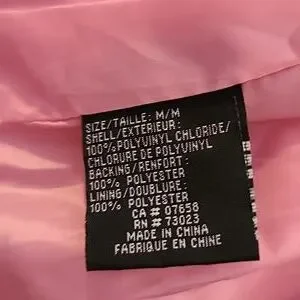 SIZE/TAILLE: M/M
SHELL/EXTERIEUR:
100% POLYVINYL CHLORIDE/
CHLORURE DE POLYVINYL
BACKING/RENFORT:
100% POLYESTER
LINING/DOUBLURE:
100% POLYESTER
CA # 07658
RN # 73023
MADE IN CHINA
FABRIQUE EN CHINE